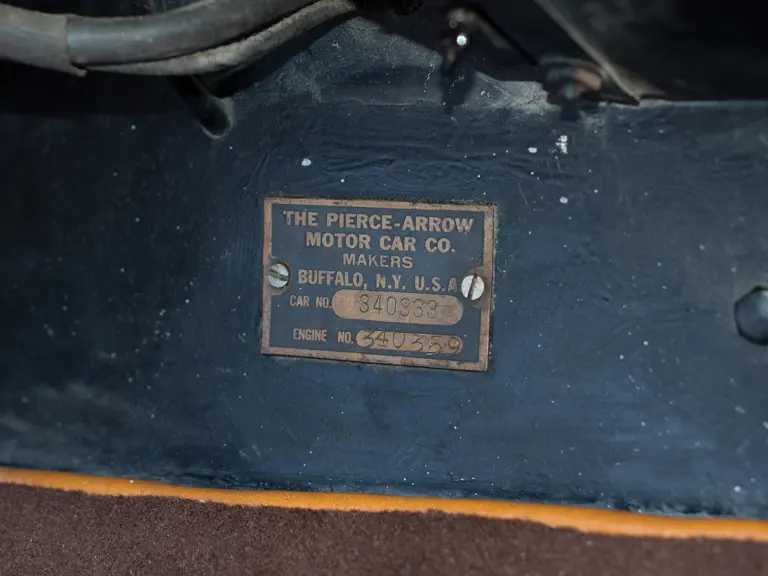 THE PIERCE-ARROW
MOTOR CAR CO.
MAKERS
BUFFALO, N.Y. U.S.A
CAR NO. 340333
ENGINE NO. 340359